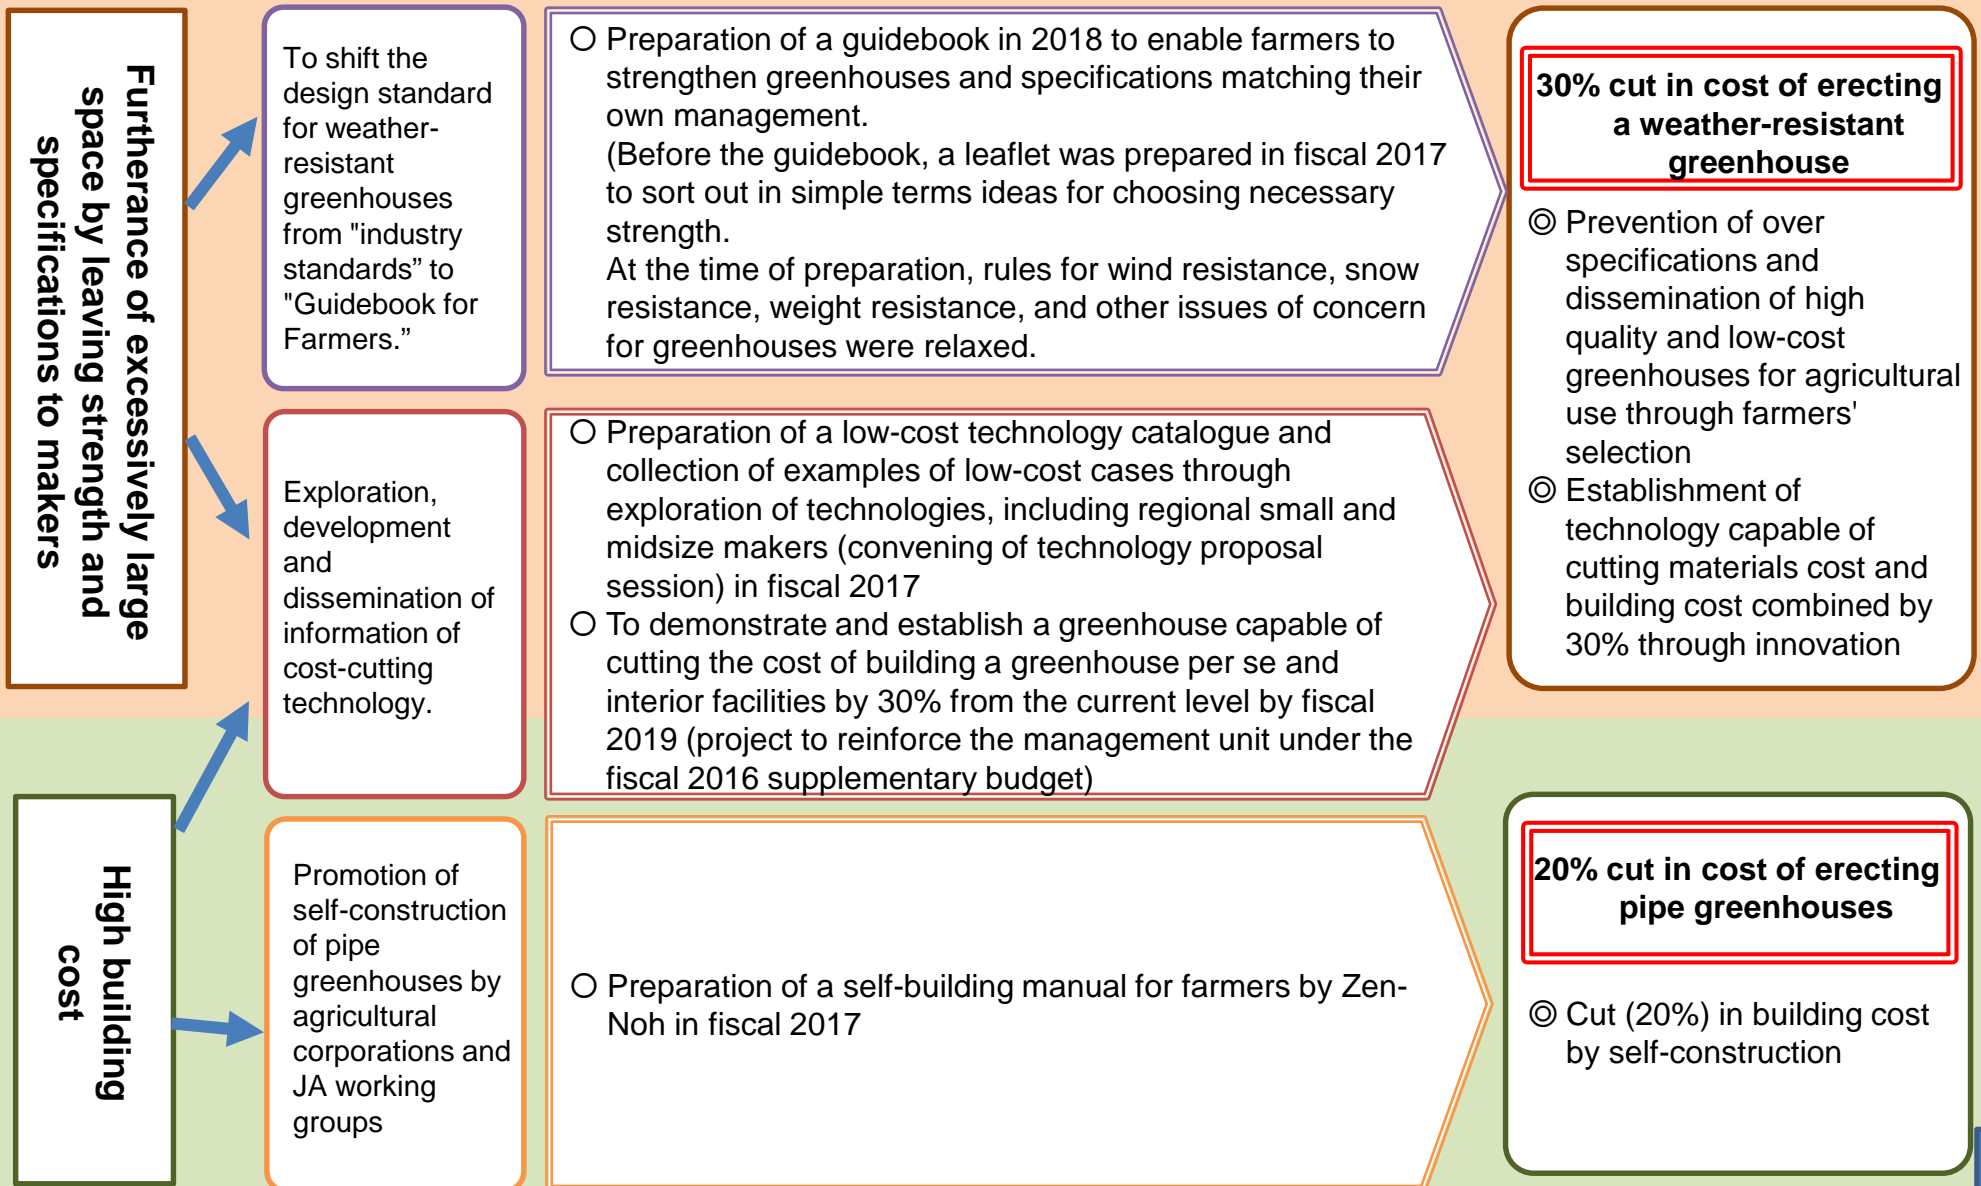 Furtherance of excessively large
space by leaving strength and
specifications to makers
To shift the
design standard
for weather-
resistant
greenhouses
from "industry
standards” to
"Guidebook for
Farmers.”
○ Preparation of a guidebook in 2018 to enable farmers to
strengthen greenhouses and specifications matching their
own management.
(Before the guidebook, a leaflet was prepared in fiscal 2017
to sort out in simple terms ideas for choosing necessary
strength.
At the time of preparation, rules for wind resistance, snow
resistance, weight resistance, and other issues of concern
for greenhouses were relaxed.
30% cut in cost of erecting
a weather-resistant
greenhouse
◎ Prevention of over
specifications and
dissemination of high
quality and low-cost
greenhouses for agricultural
use through farmers'
selection
◎ Establishment of
technology capable of
cutting materials cost and
building cost combined by
30% through innovation
Exploration,
development
and
dissemination of
information of
cost-cutting
technology.
○ Preparation of a low-cost technology catalogue and
collection of examples of low-cost cases through
exploration of technologies, including regional small and
midsize makers (convening of technology proposal
session) in fiscal 2017
○ To demonstrate and establish a greenhouse capable of
cutting the cost of building a greenhouse per se and
interior facilities by 30% from the current level by fiscal
2019 (project to reinforce the management unit under the
fiscal 2016 supplementary budget)
High building
cost
Promotion of
self-construction
of pipe
greenhouses by
agricultural
corporations and
JA working
groups
○ Preparation of a self-building manual for farmers by Zen-
Noh in fiscal 2017
20% cut in cost of erecting
pipe greenhouses
◎ Cut (20%) in building cost
by self-construction